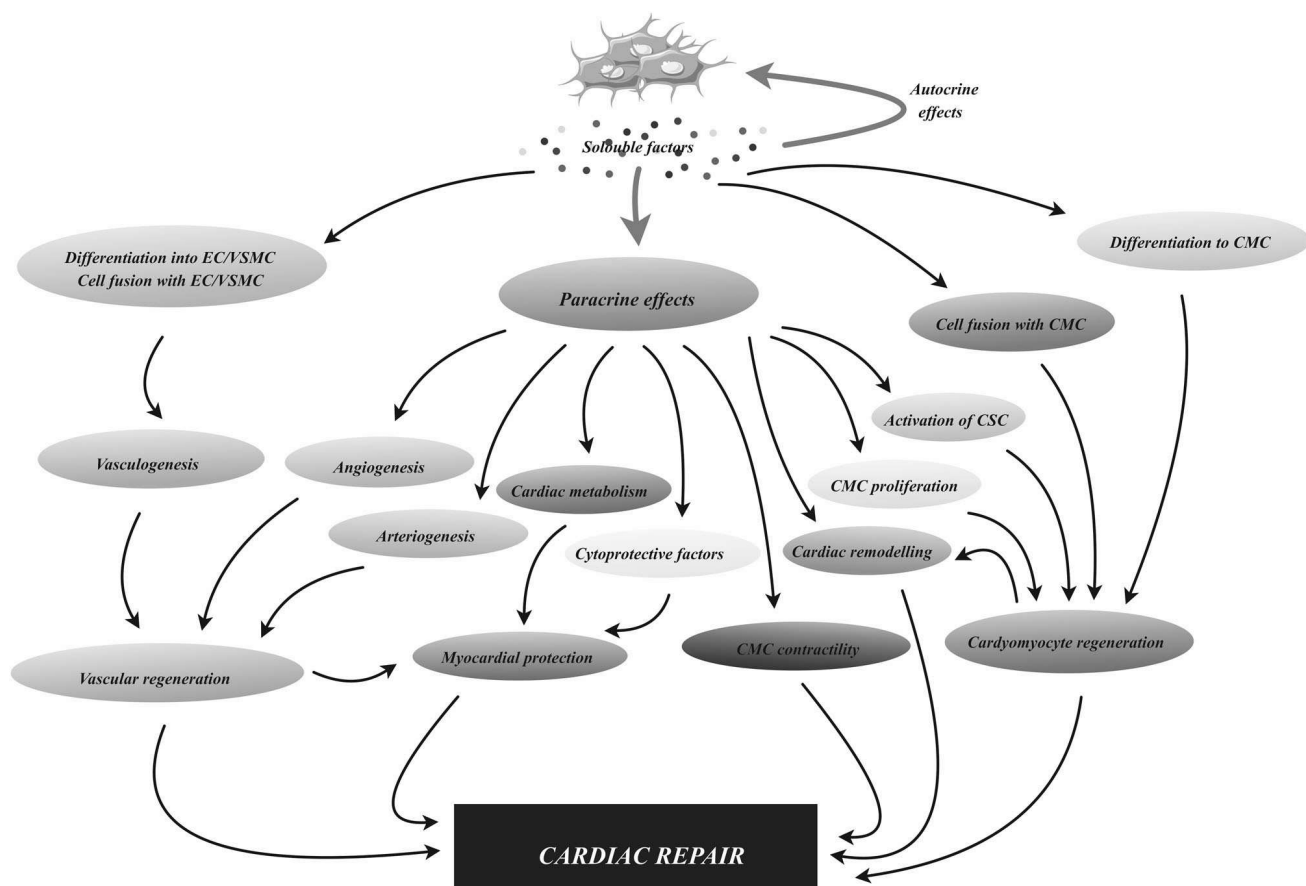 Autocrine
effects
Solouble factors
Differentiation into EC/VSMC
Cell fusion with EC/VSMC
Differentiation to CMC
Paracrine effects
Cell fusion with CMC
Activation of CSC
Vasculogenesis
Angiogenesis
Cardiac metabolism
CMC proliferation
Arteriogenesis
Cytoprotective factors
Cardiac remodelling
Vascular regeneration
Myocardial protection
CMC contractility
Cardyomyocyte regeneration
CARDIAC REPAIR